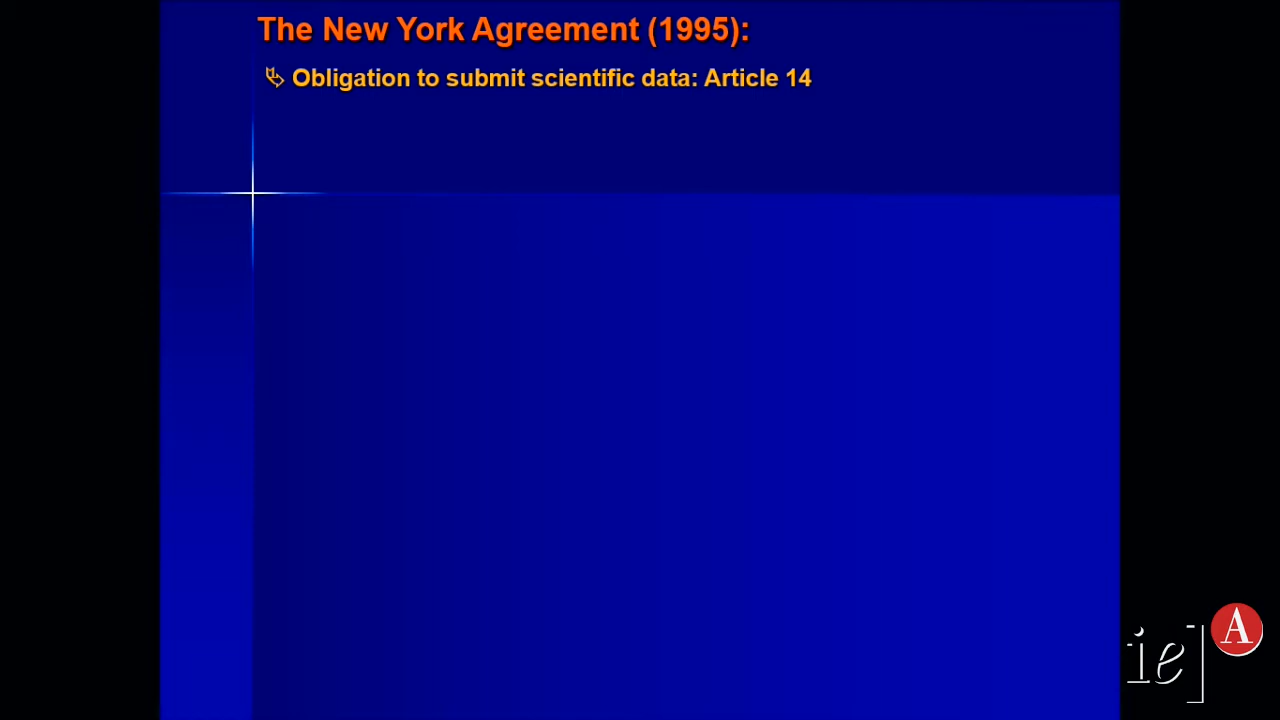 The New York Agreement (1995):
Obligation to submit scientific data: Article 14
ie]
A